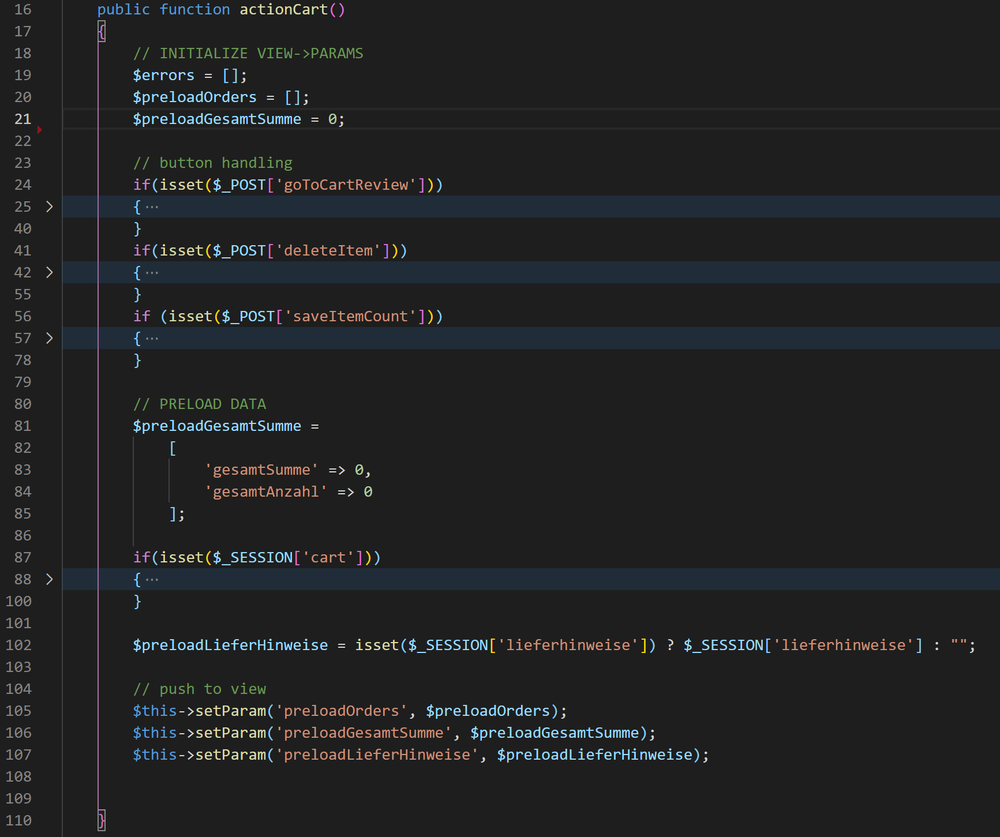 16 public function actionCart()
17 {
18 // INITIALIZE VIEW->PARAMS
19 $errors = [];
20 $preloadOrders = [];
21 $preloadGesamtSumme = 0;
22
23 // button handling
24 if(isset($_POST['goToCartReview']))
25 > { ···
40 }
41 if(isset($_POST['deleteItem']))
42 > { ···
55 }
56 if (isset($_POST['saveItemCount']))
57 > { ···
78 }
79
80 // PRELOAD DATA
81 $preloadGesamtSumme =
82 [
83 'gesamtSumme' => 0,
84 'gesamtAnzahl' => 0
85 ];
86
87 if(isset($_SESSION['cart']))
88 > { ···
100 }
101
102 $preloadLieferHinweise = isset($_SESSION['lieferhinweise']) ? $_SESSION['lieferhinweise'] : "";
103
104 // push to view
105 $this->setParam('preloadOrders', $preloadOrders);
106 $this->setParam('preloadGesamtSumme', $preloadGesamtSumme);
107 $this->setParam('preloadLieferHinweise', $preloadLieferHinweise);
108
109
110 }